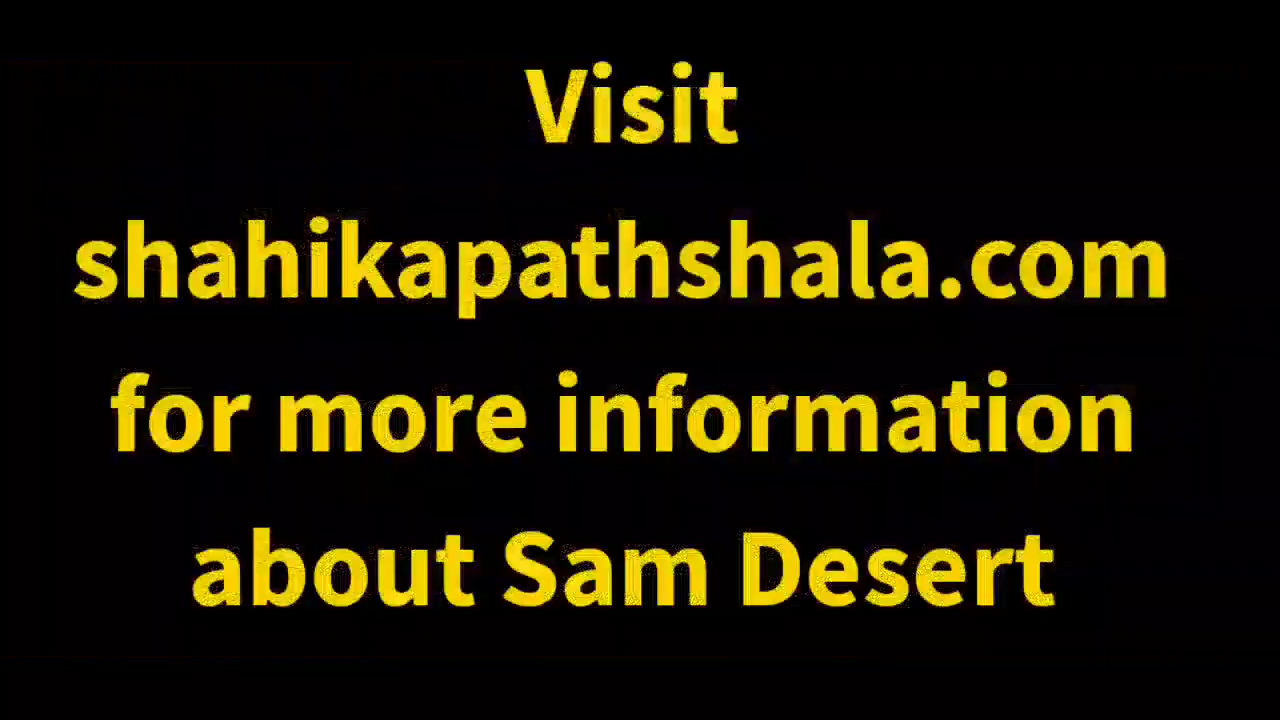 Visit
shahikapathshala.com
for more information
about Sam Desert